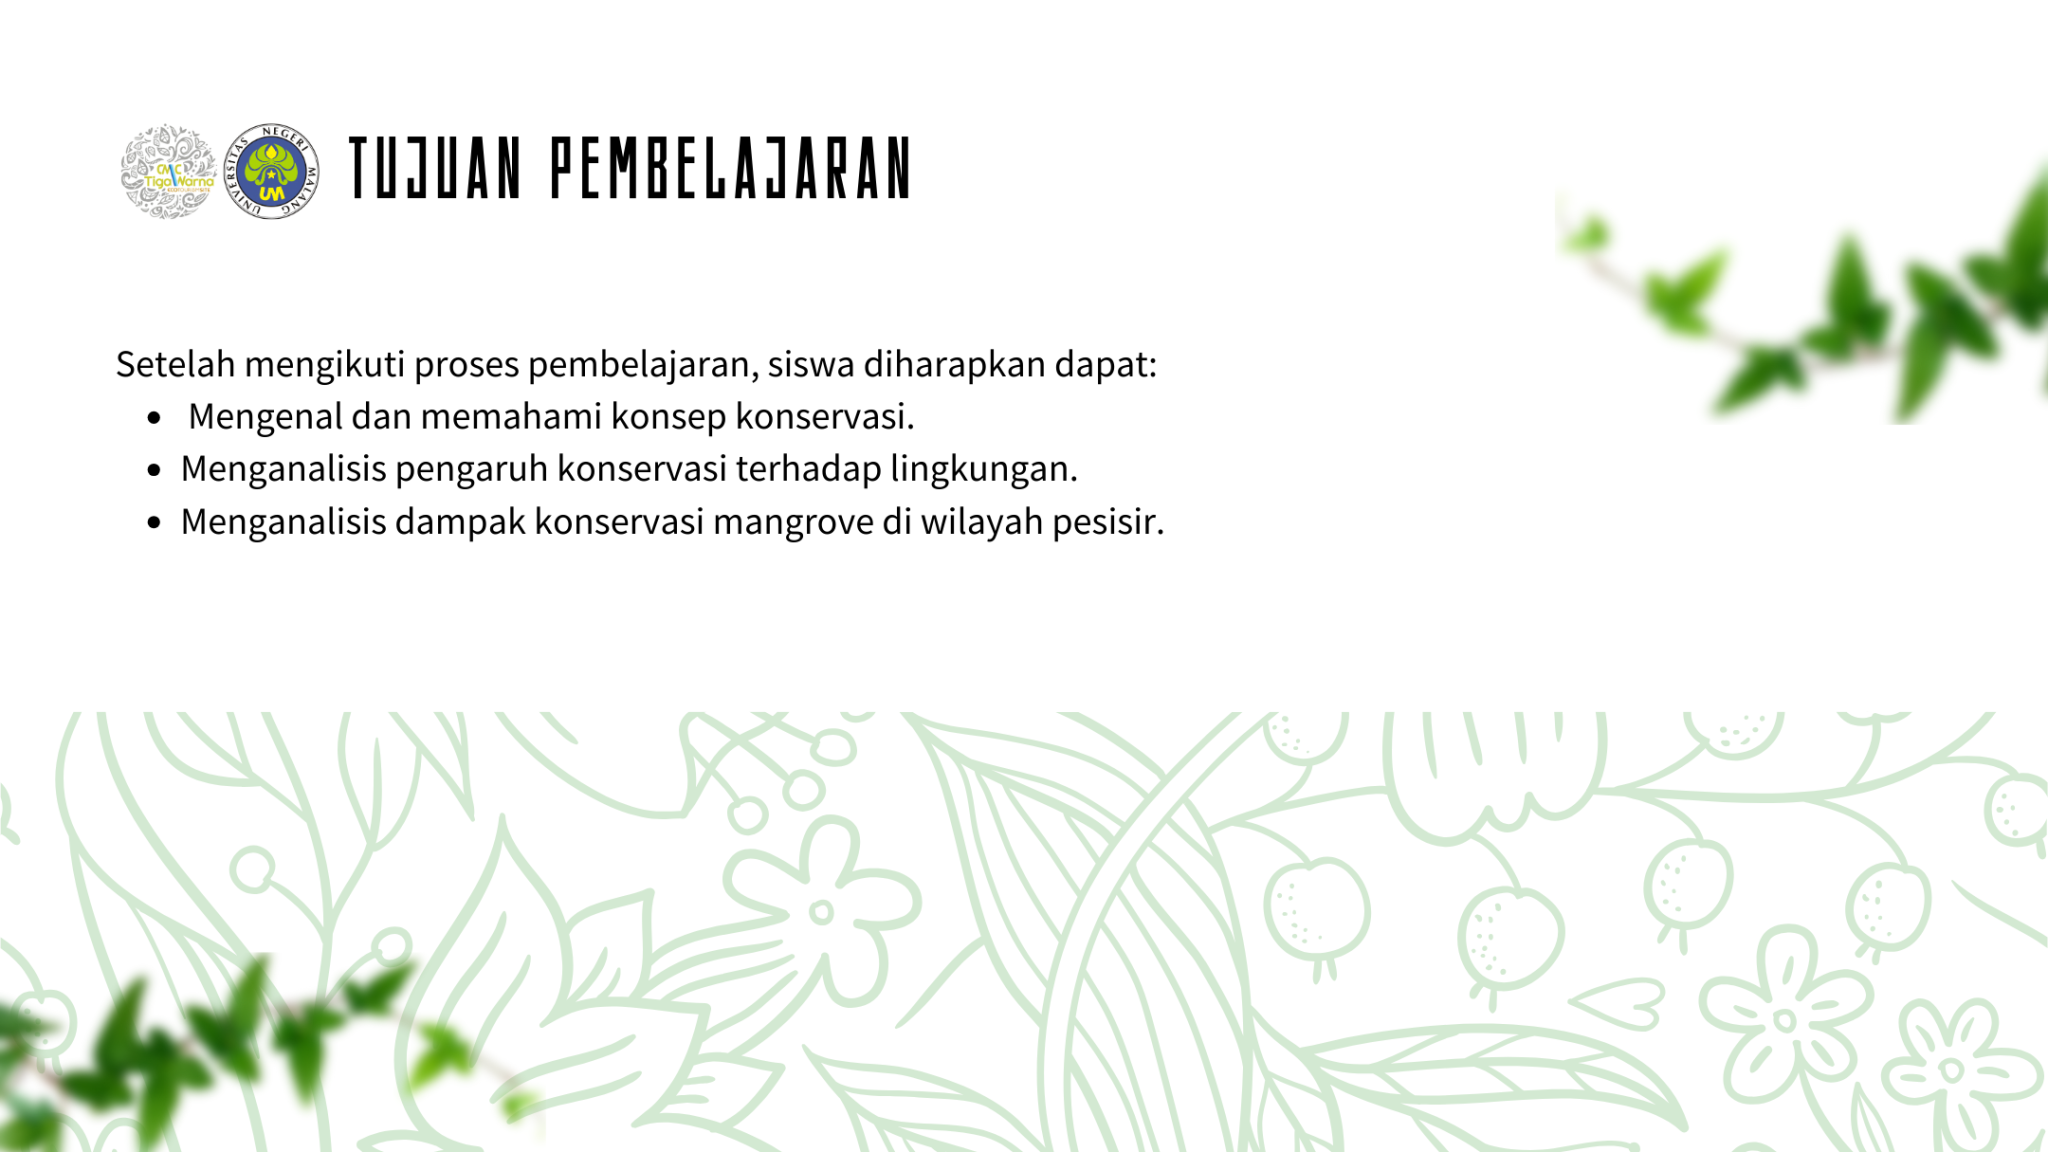 CMC
Tiga Warna
UNIVERSITAS NEGERI MALANG
UM
TUJUAN PEMBELAJARAN
Setelah mengikuti proses pembelajaran, siswa diharapkan dapat:
• Mengenal dan memahami konsep konservasi.
• Menganalisis pengaruh konservasi terhadap lingkungan.
• Menganalisis dampak konservasi mangrove di wilayah pesisir.